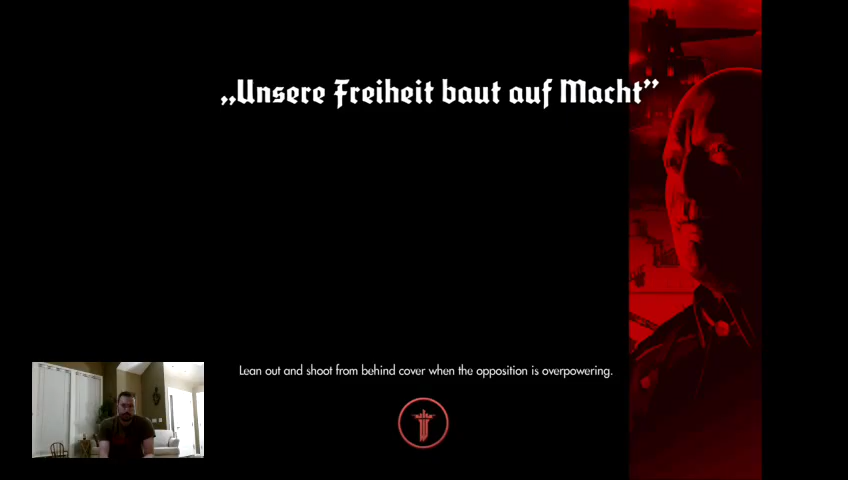 „Unsere Freiheit baut auf Macht”
Lean out and shoot from behind cover when the opposition is overpowering.